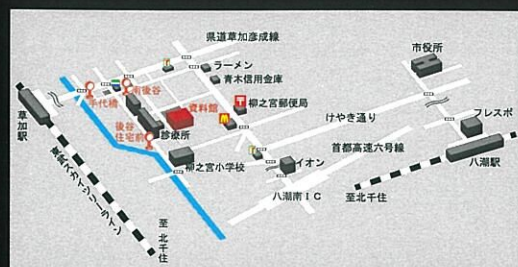 県道草加彦成線
市役所
ラーメン
青木信用金庫
南後谷
手代橋
資料館
柳之宮郵便局
草加駅
後谷
住宅前
診療所
けやき通り
フレスポ
柳之宮小学校
イオン
首都高速六号線
八潮駅
東武スカイツリーライン
八潮南IC
至北千住
至
北千住